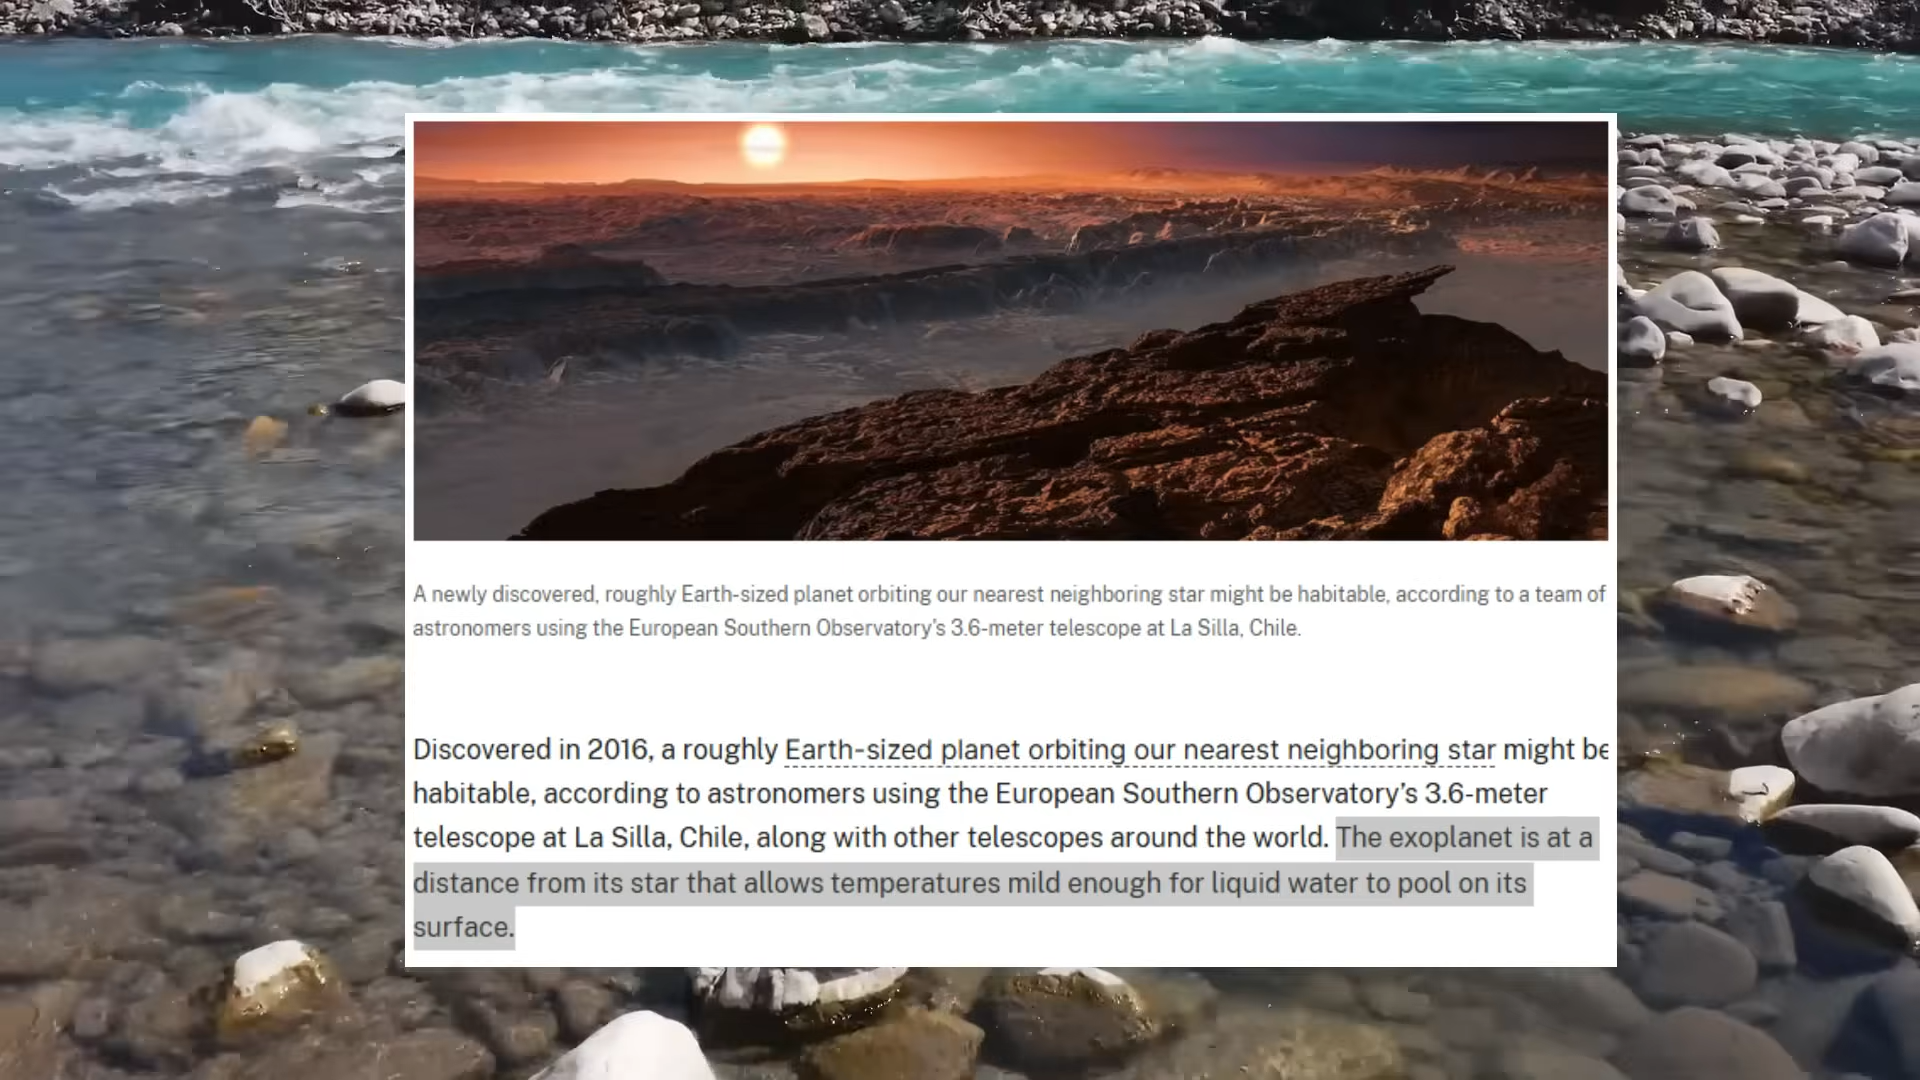 A newly discovered, roughly Earth-sized planet orbiting our nearest neighboring star might be habitable, according to a team of
astronomers using the European Southern Observatory's 3.6-meter telescope at La Silla, Chile.
Discovered in 2016, a roughly Earth-sized planet orbiting our nearest neighboring star might be
habitable, according to astronomers using the European Southern Observatory’s 3.6-meter
telescope at La Silla, Chile, along with other telescopes around the world. The exoplanet is at a
distance from its star that allows temperatures mild enough for liquid water to pool on its
surface.